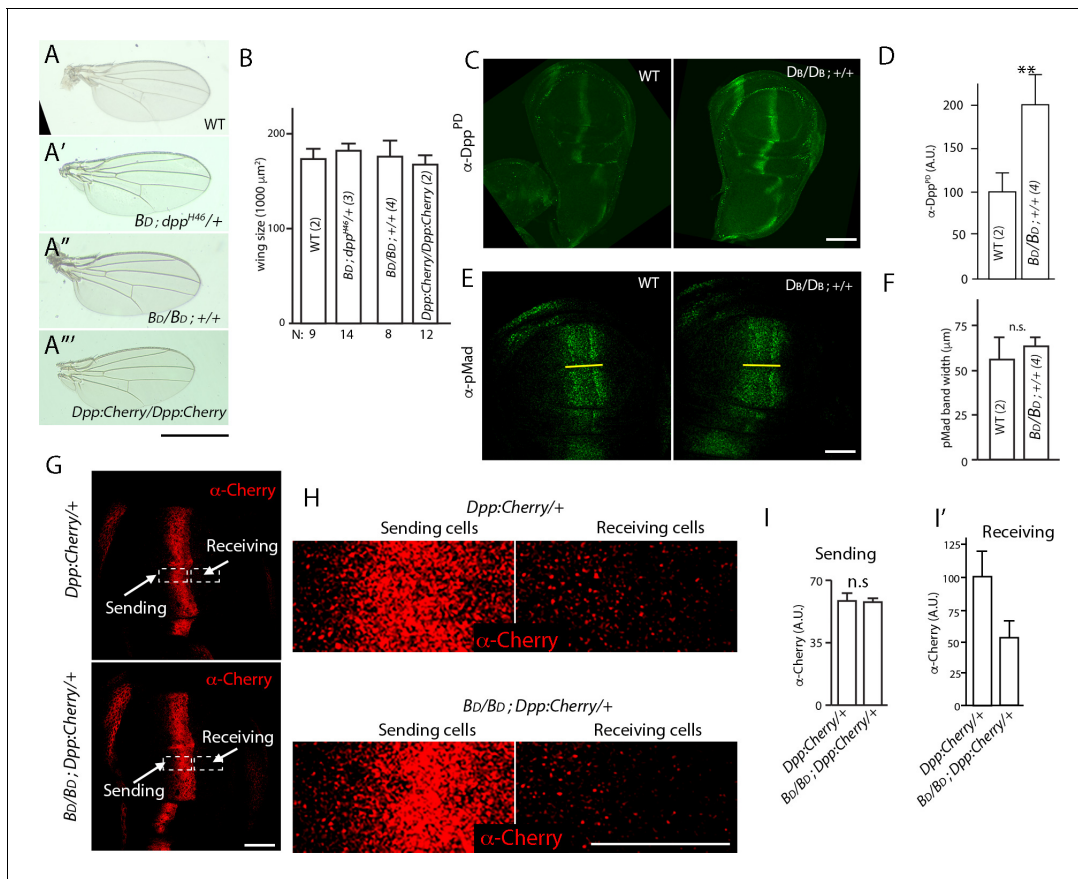 A
WT
A'
BD ; dppH46/+
A''
BD/BD ; +/+
A'''
Dpp:Cherry/Dpp:Cherry
B
wing size (1000 μm2)
200
100
0
WT (2)
BD ; dppH46/+ (3)
BD/BD ; +/+ (4)
Dpp:Cherry/Dpp:Cherry (2)
N: 9 14 8 12
C
α-DppPD
WT
DB/DB ; +/+
D
**
α-DppPD (A.U.)
200
150
100
50
0
WT (2)
BD/BD ; +/+ (4)
E
α-pMad
WT
DB/DB ; +/+
F
n.s.
pMad band width (μm)
75
50
25
0
WT (2)
BD/BD ; +/+ (4)
G
Dpp:Cherry/+
α-Cherry
Receiving
Sending
BD/BD ; Dpp:Cherry/+
α-Cherry
Receiving
Sending
H
Dpp:Cherry/+
Sending cells Receiving cells
α-Cherry
BD/BD ; Dpp:Cherry/+
Sending cells Receiving cells
α-Cherry
I
Sending
n.s
α-Cherry (A.U.)
70
35
0
Dpp:Cherry/+
BD/BD ; Dpp:Cherry/+
I'
Receiving
α-Cherry (A.U.)
125
100
75
50
25
0
Dpp:Cherry/+
BD/BD ; Dpp:Cherry/+